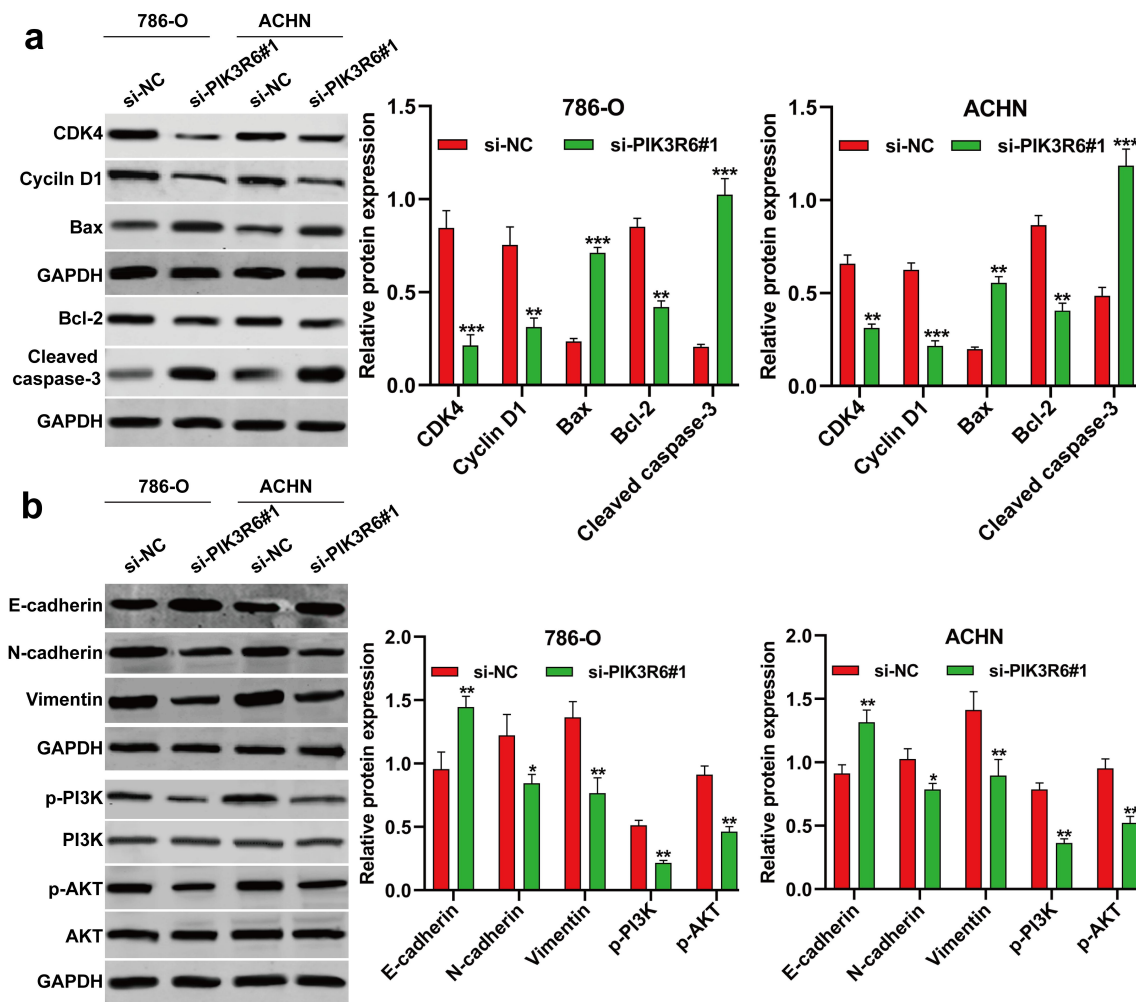 a
786-O
ACHN
si-NC
si-PIK3R6#1
si-NC
si-PIK3R6#1
CDK4
Cyciln D1
Bax
GAPDH
Bcl-2
Cleaved
caspase-3
GAPDH
786-O
si-NC
si-PIK3R6#1
Relative protein expression
1.5
1.0
0.5
0.0
***
**
***
**
***
CDK4
Cyclin D1
Bax
Bcl-2
Cleaved caspase-3
ACHN
si-NC
si-PIK3R6#1
Relative protein expression
1.5
1.0
0.5
0.0
**
***
**
**
***
CDK4
Cyclin D1
Bax
Bcl-2
Cleaved caspase-3
b
786-O
ACHN
si-NC
si-PIK3R6#1
si-NC
si-PIK3R6#1
E-cadherin
N-cadherin
Vimentin
GAPDH
p-PI3K
PI3K
p-AKT
AKT
GAPDH
786-O
si-NC
si-PIK3R6#1
Relative protein expression
2.0
1.5
1.0
0.5
0.0
**
*
**
**
**
E-cadherin
N-cadherin
Vimentin
p-PI3K
p-AKT
ACHN
si-NC
si-PIK3R6#1
Relative protein expression
2.0
1.5
1.0
0.5
0.0
**
*
**
**
**
E-cadherin
N-cadherin
Vimentin
p-PI3K
p-AKT